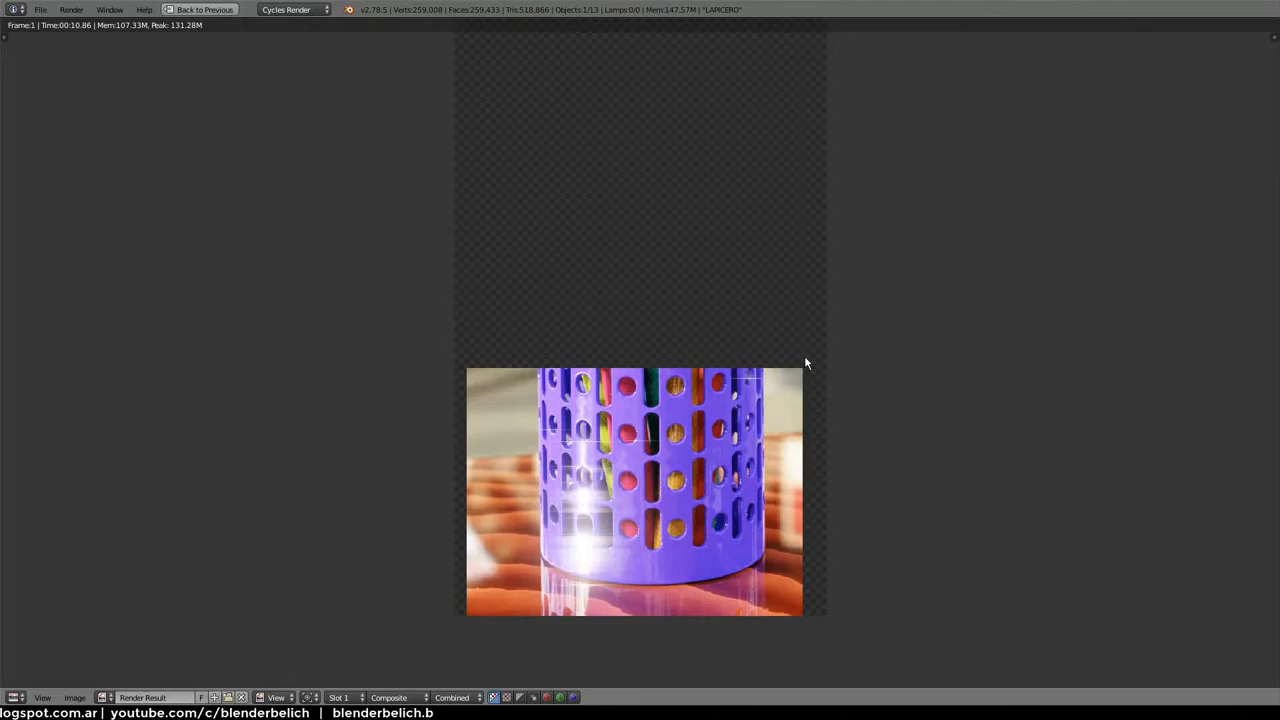 File Render Window Help Back to Previous Cycles Render v2.78.5 | Verts:259,008 | Faces:259,433 | Tris:518,866 | Objects:1/13 | Lamps:0/0 | Mem:147.57M | "LAPICERO"
Frame:1 | Time:00:10.86 | Mem:107.33M, Peak: 131.28M
View Image Render Result F View Slot 1 Composite Combined
logspot.com.ar | youtube.com/c/blenderbelich | blenderbelich.b